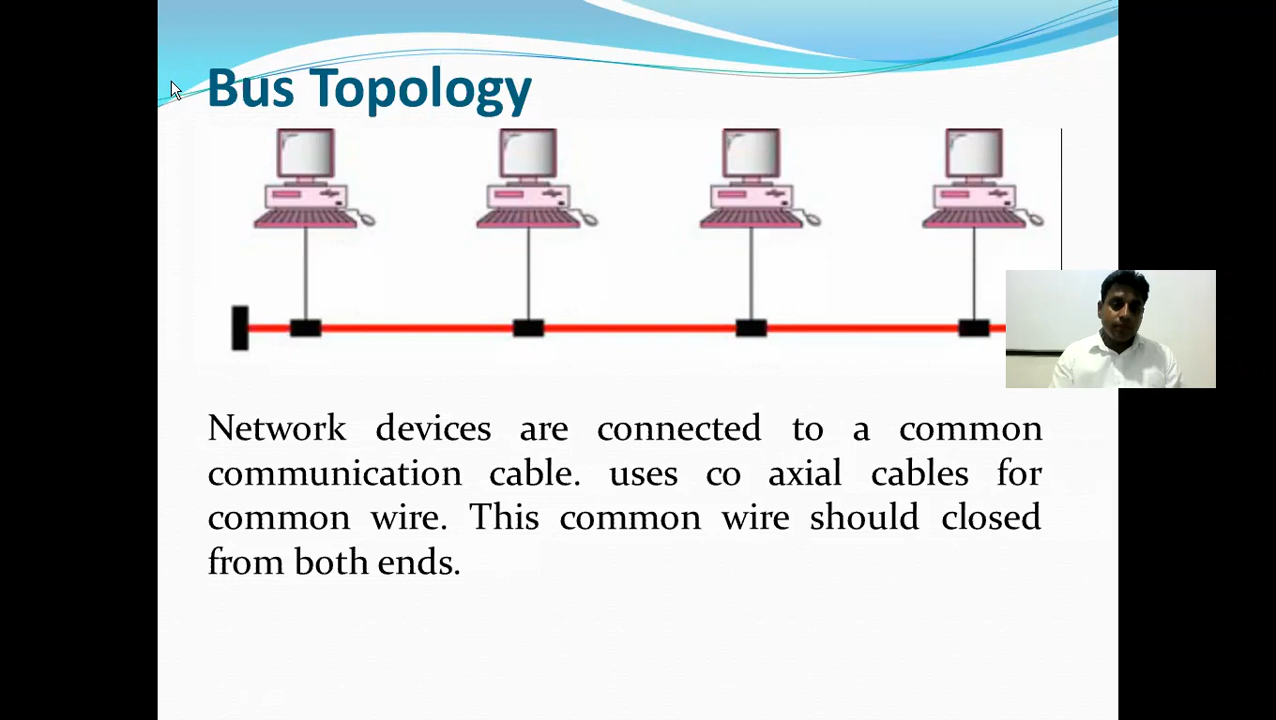 Bus Topology
Network devices are connected to a common
communication cable. uses co axial cables for
common wire. This common wire should closed
from both ends.